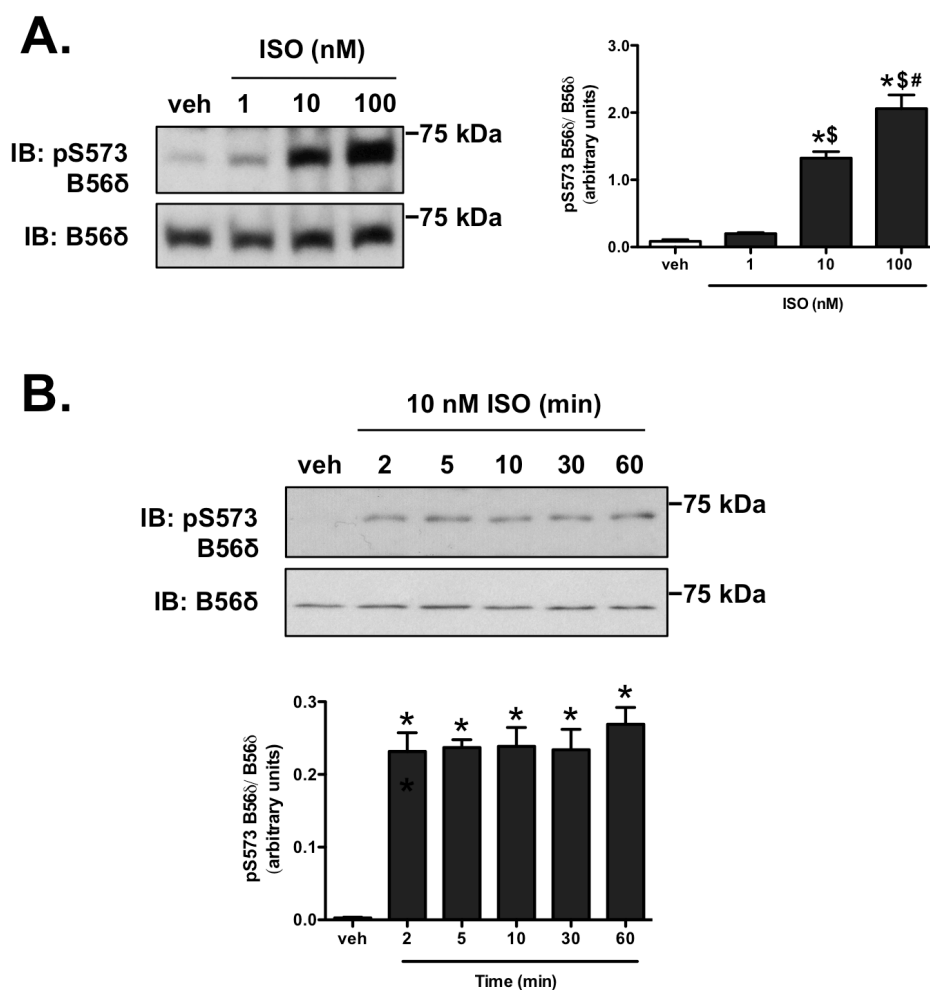 A.
ISO (nM)
veh 1 10 100
IB: pS573
B56δ
IB: B56δ
–75 kDa
–75 kDa
pS573 B56δ/ B56δ
(arbitrary units)
3.0
2.0
1.0
0.0
*$
*$#
veh 1 10 100
ISO (nM)
B.
10 nM ISO (min)
veh 2 5 10 30 60
IB: pS573
B56δ
IB: B56δ
–75 kDa
–75 kDa
pS573 B56δ/ B56δ
(arbitrary units)
0.3
0.2
0.1
0.0
* * * * *
*
veh 2 5 10 30 60
Time (min)